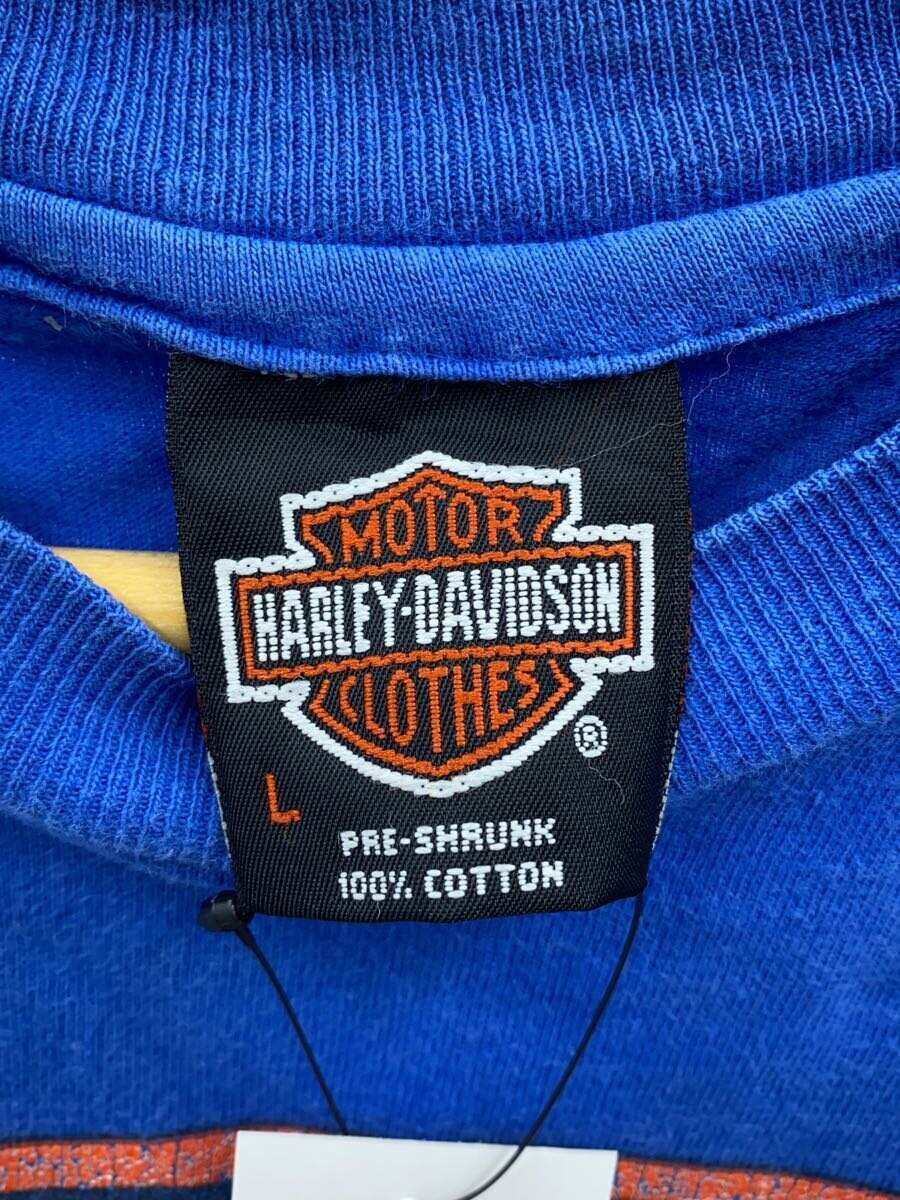 MOTOR
HARLEY-DAVIDSON
CLOTHES
®
L
PRE-SHRUNK
100% COTTON